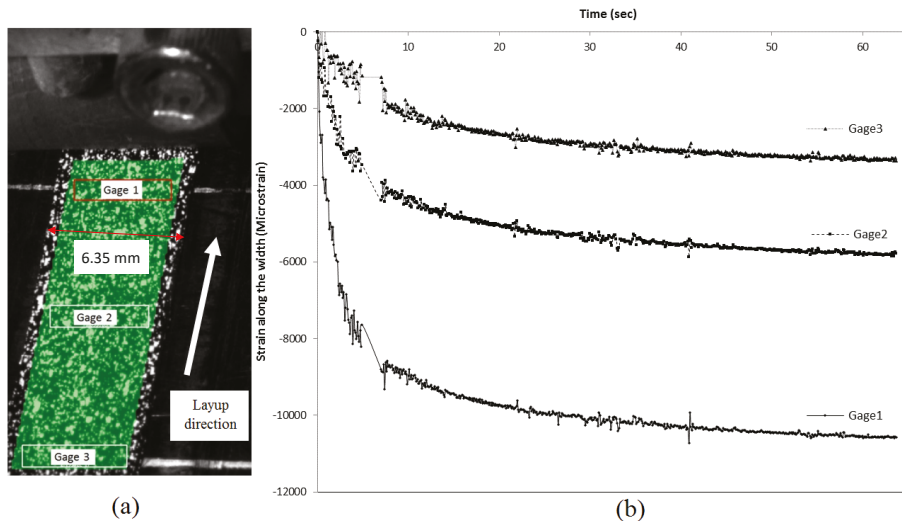 Gage 1
6.35 mm
Gage 2
Layup
direction
Gage 3
(a)
Time (sec)
0
10
20
30
40
50
60
0
-2000
-4000
-6000
-8000
-10000
-12000
Strain along the width (Microstrain)
Gage3
Gage2
Gage1
(b)